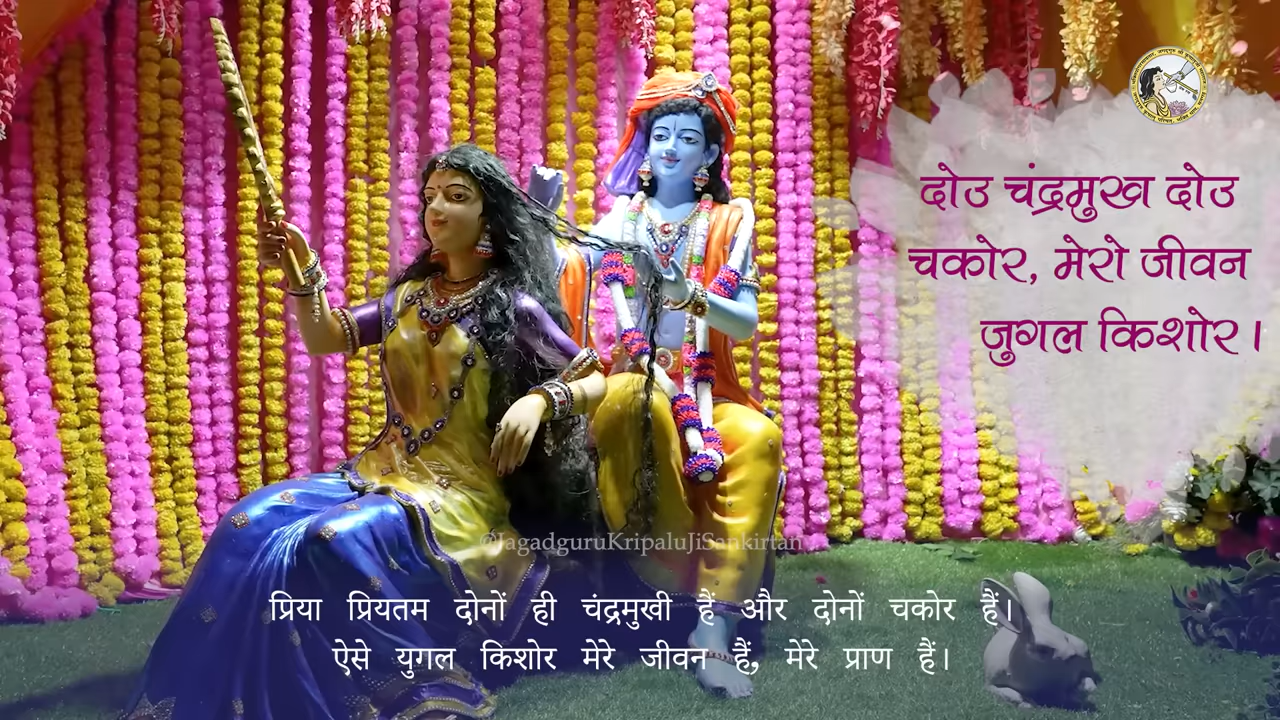 दोउ चंद्रमुख दोउ
चकोर, मेरो जीवन
जुगल किशोर।
©JagadguruKripaluJiSankirtan
प्रिया प्रियतम दोनों ही चंद्रमुखी हैं और दोनों चकोर हैं।
ऐसे युगल किशोर मेरे जीवन हैं, मेरे प्राण हैं।